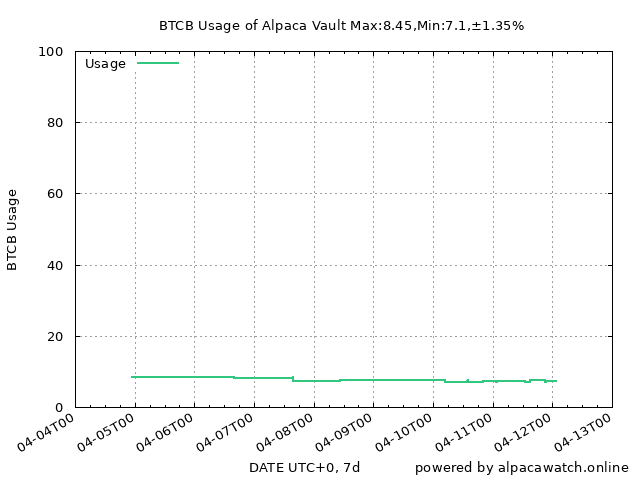 BTCB Usage of Alpaca Vault Max:8.45,Min:7.1,±1.35%
Usage
100
80
60
40
20
0
BTCB Usage
04-04T00
04-05T00
04-06T00
04-07T00
04-08T00
04-09T00
04-10T00
04-11T00
04-12T00
04-13T00
DATE UTC+0, 7d
powered by alpacawatch.online